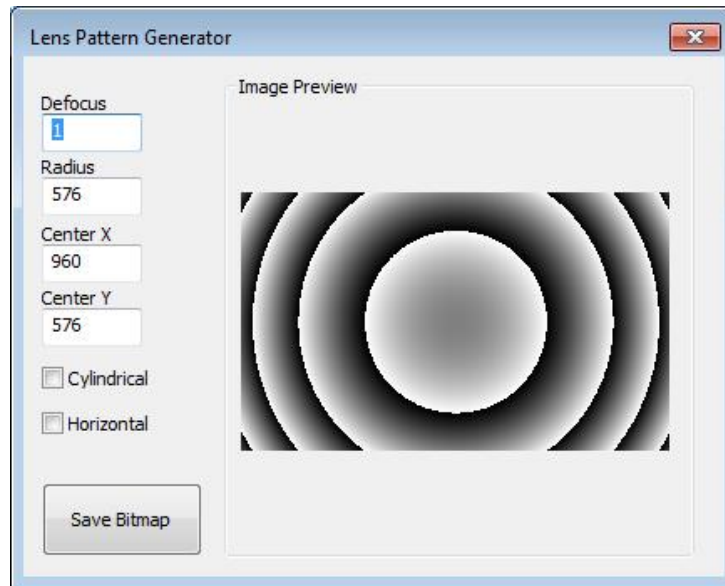 Lens Pattern Generator
Defocus
1
Radius
576
Center X
960
Center Y
576
Cylindrical
Horizontal
Save Bitmap
Image Preview